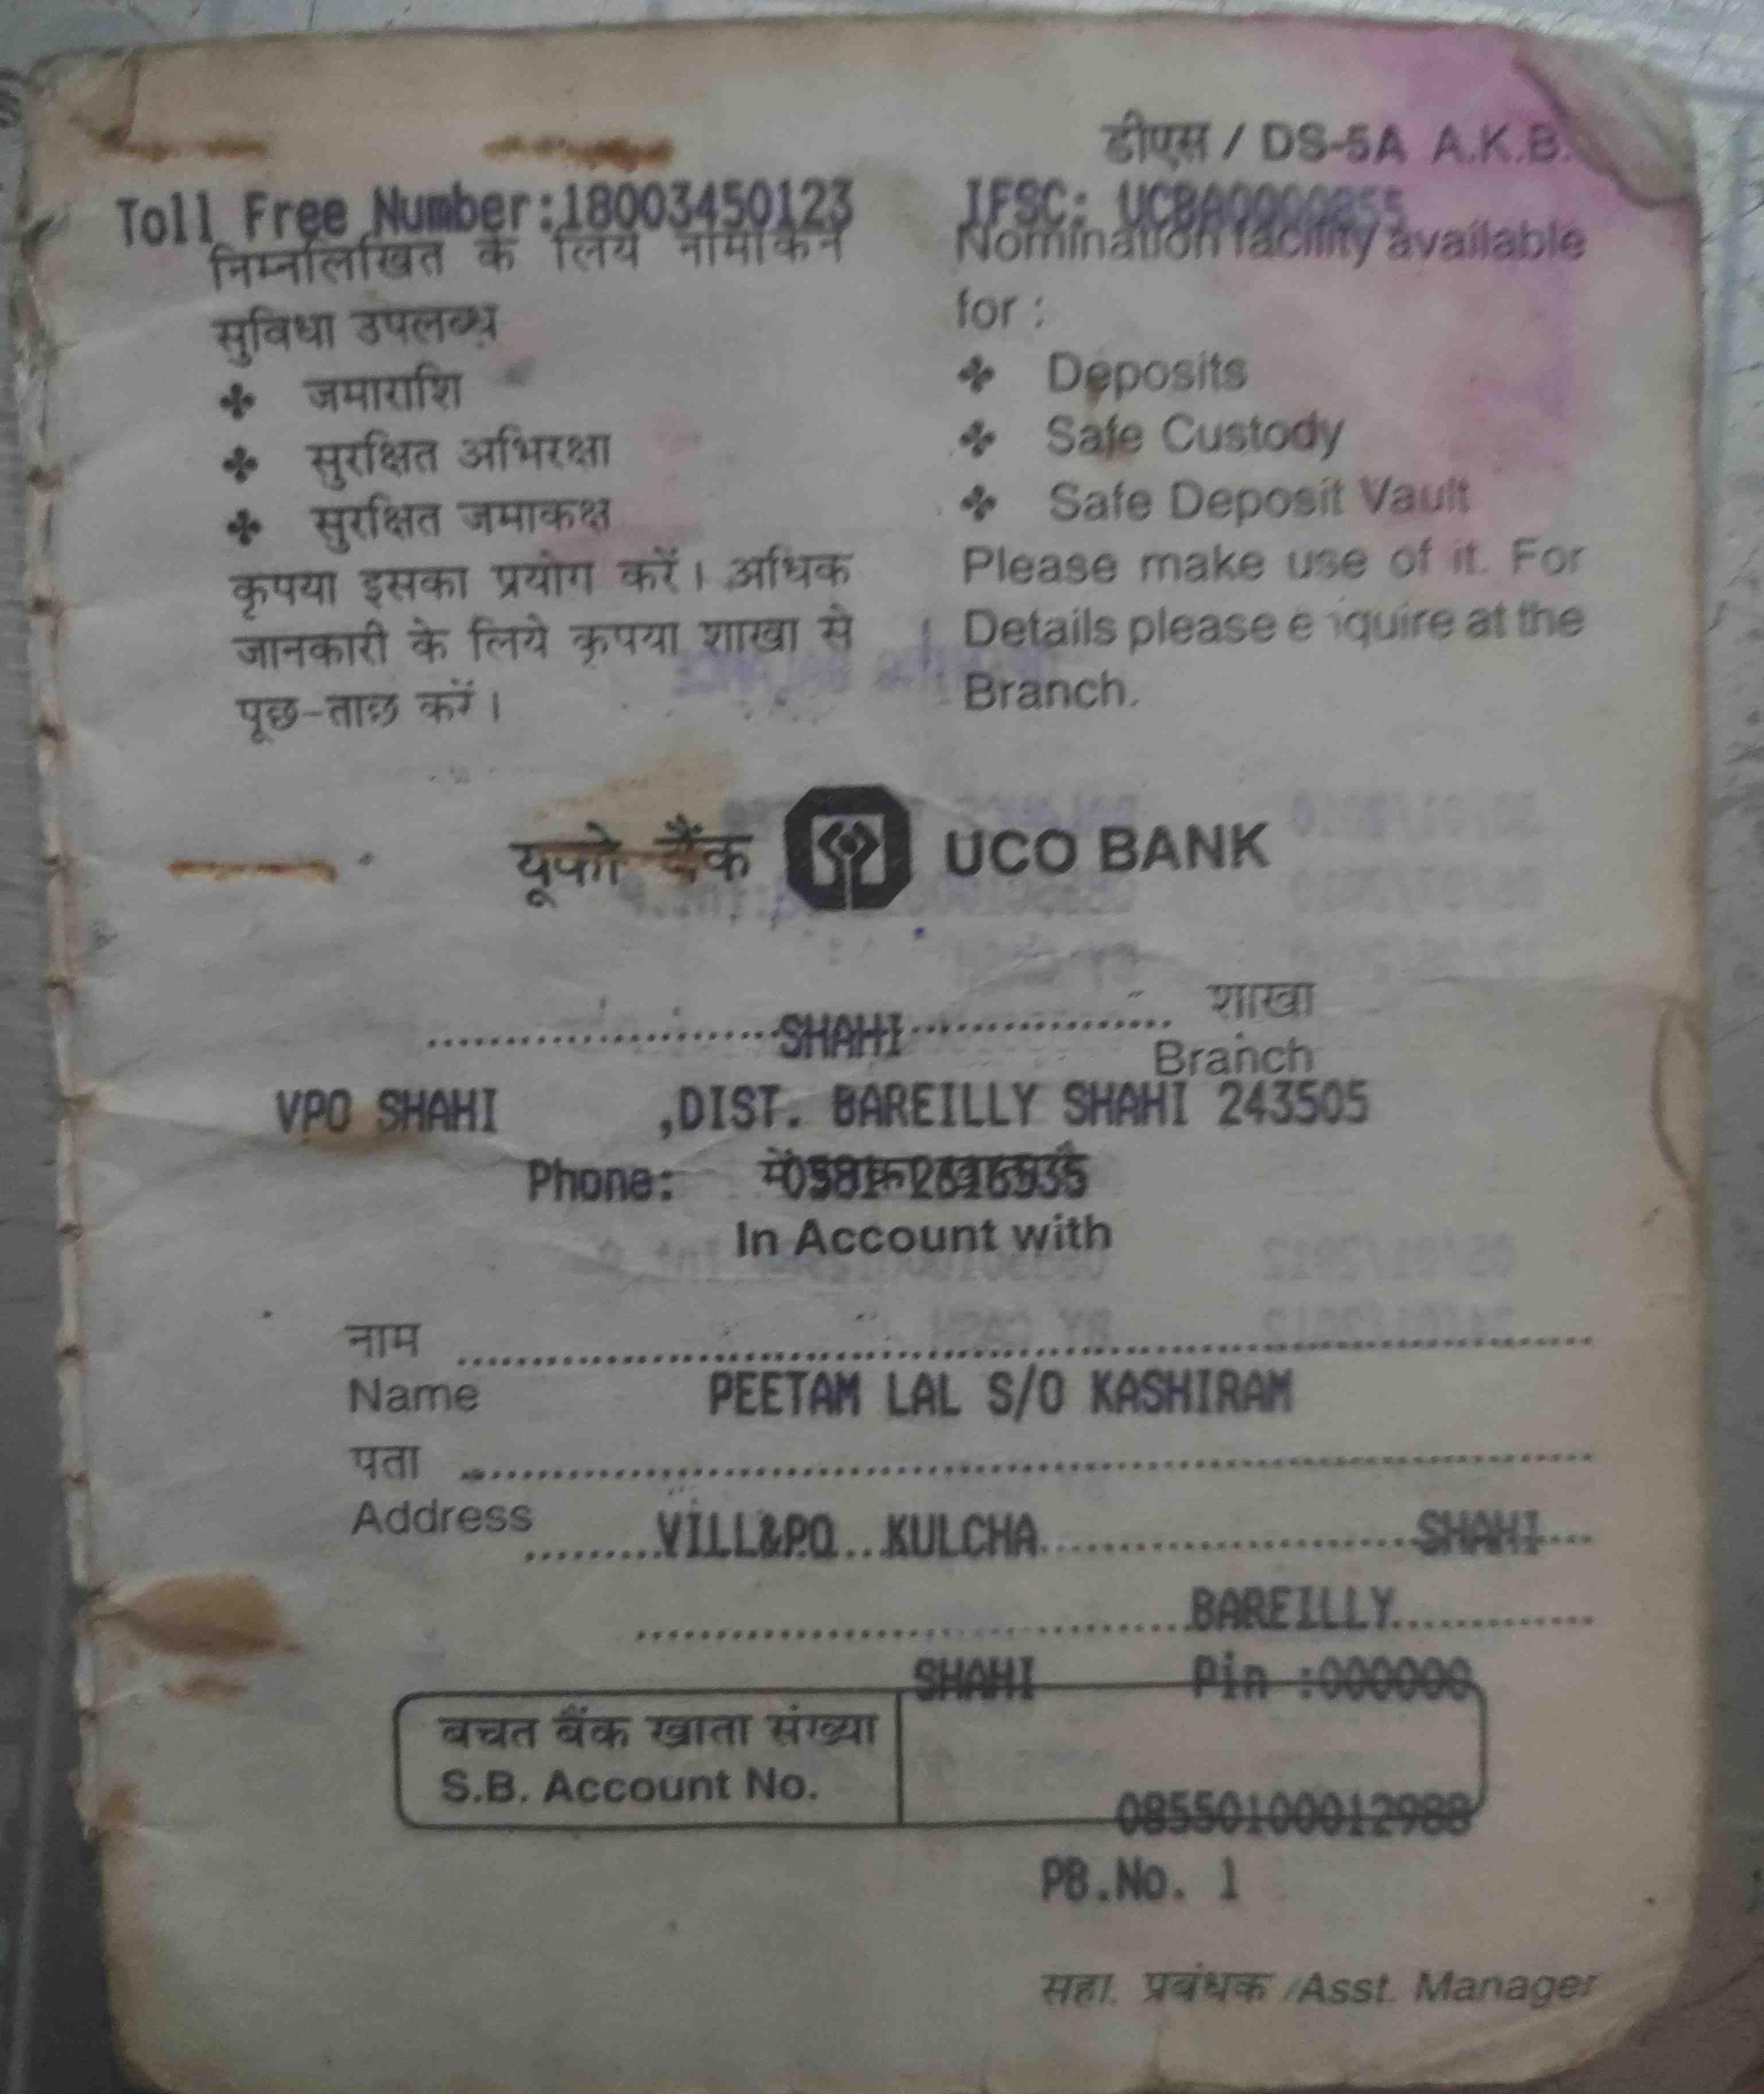 डीएस / DS-5A A.K.B.
Toll Free Number:18003450123
IFSC: UCBA0000855
निम्नलिखित के लिये नामांकन
सुविधा उपलब्ध
❖ जमाराशि
❖ सुरक्षित अभिरक्षा
❖ सुरक्षित जमाकक्ष
कृपया इसका प्रयोग करें। अधिक
जानकारी के लिये कृपया शाखा से
पूछ-ताछ करें।
Nomination facility available
for :
❖ Deposits
❖ Safe Custody
❖ Safe Deposit Vault
Please make use of it. For
Details please enquire at the
Branch.
यूको बैंक UCO BANK
SHAHI शाखा
Branch
VPO SHAHI ,DIST. BAREILLY SHAHI 243505
Phone:
In Account with
नाम
Name PEETAM LAL S/O KASHIRAM
पता
Address VILL&PO KULCHA SHAHI
BAREILLY
SHAHI Pin :000000
बचत बैंक खाता संख्या
S.B. Account No.
08550100012988
PB.No. 1
सहा. प्रबंधक /Asst. Manager